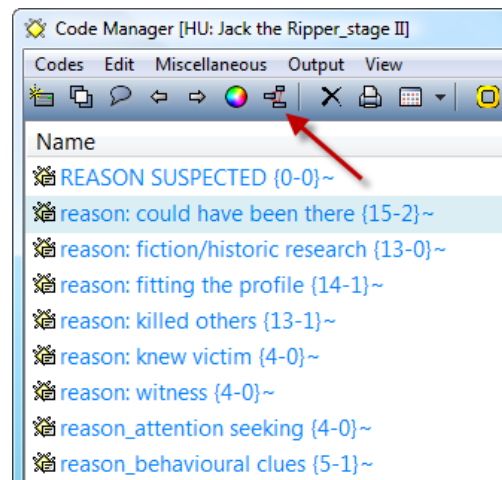 Code Manager [HU: Jack the Ripper_stage II]
Codes Edit Miscellaneous Output View
Name
REASON SUSPECTED {0-0}~
reason: could have been there {15-2}~
reason: fiction/historic research {13-0}~
reason: fitting the profile {14-1}~
reason: killed others {13-1}~
reason: knew victim {4-0}~
reason: witness {4-0}~
reason_attention seeking {4-0}~
reason_behavioural clues {5-1}~